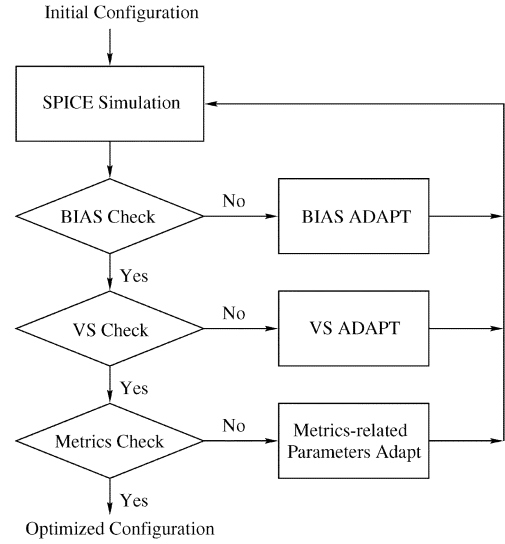 Initial Configuration
SPICE Simulation
BIAS Check
No
BIAS ADAPT
Yes
VS Check
No
VS ADAPT
Yes
Metrics Check
No
Metrics-related
Parameters Adapt
Yes
Optimized Configuration